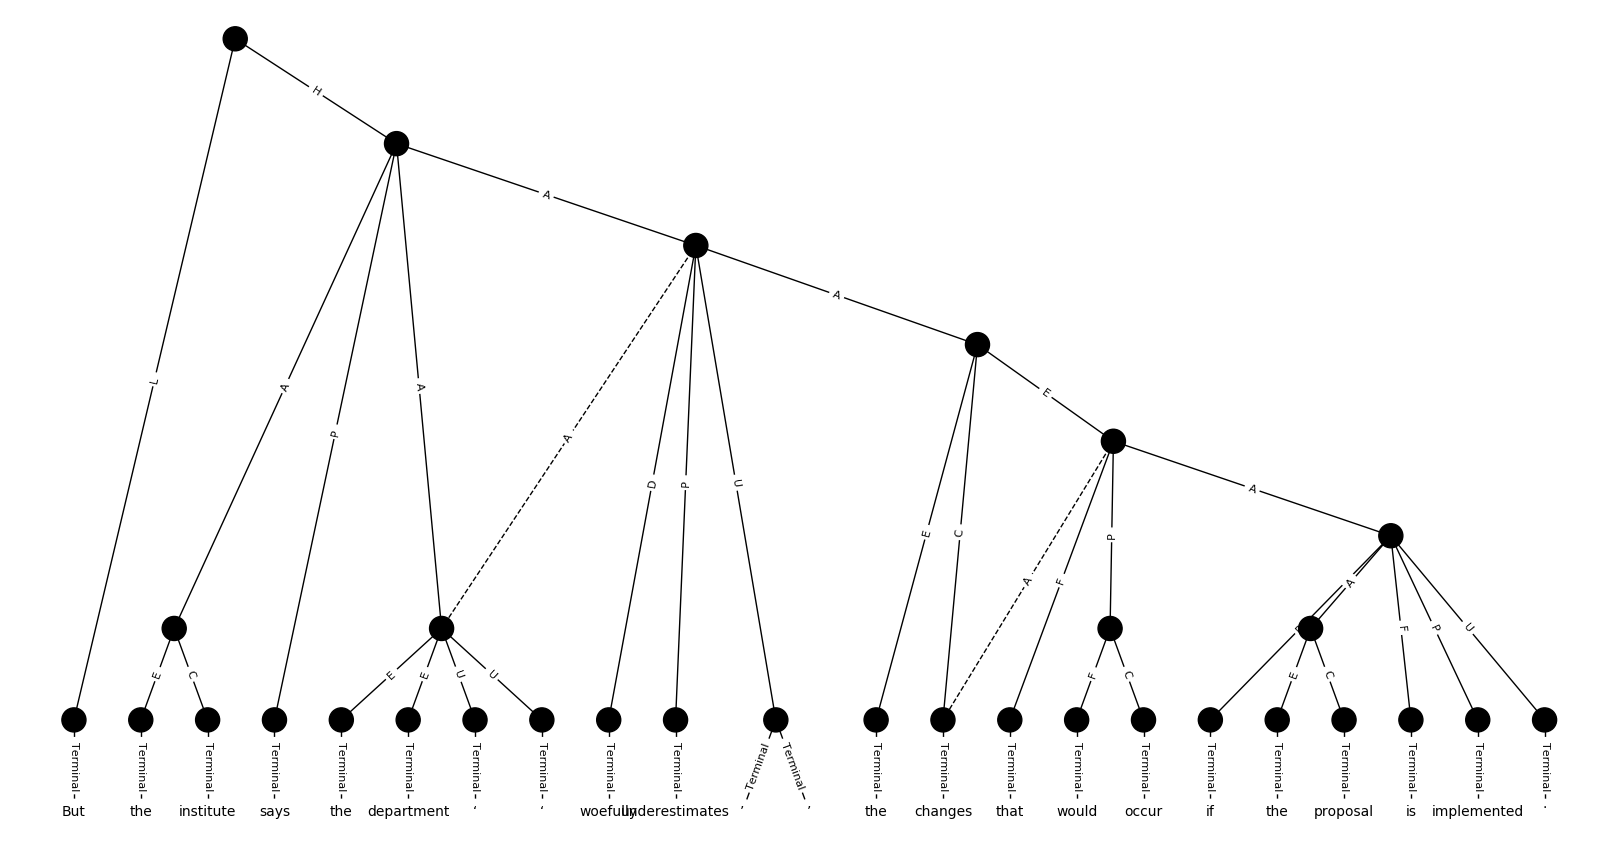 H
A
A
L
A
P
A
A
D
P
U
E
E
C
A
A
F
P
A
F
P
U
E
C
E
E
U
U
F
C
E
C
Terminal Terminal Terminal Terminal Terminal Terminal Terminal Terminal Terminal Terminal Terminal Terminal Terminal Terminal Terminal Terminal Terminal Terminal Terminal Terminal Terminal Terminal Terminal
But the institute says the department ' ' woefully underestimates ' ' the changes that would occur if the proposal is implemented .